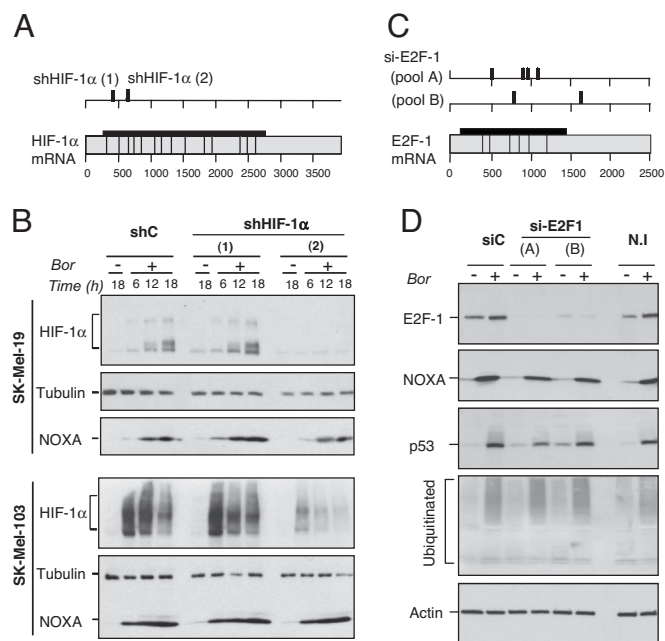 A
shHIF-1α (1) shHIF-1α (2)
HIF-1α
mRNA
0 500 1000 1500 2000 2500 3000 3500
B
shC shHIF-1α
(1) (2)
Bor - + - + - +
Time (h) 18 6 12 18 18 6 12 18 18 6 12 18
SK-Mel-19
HIF-1α
Tubulin
NOXA
SK-Mel-103
HIF-1α
Tubulin
NOXA
C
si-E2F-1
(pool A)
(pool B)
E2F-1
mRNA
0 500 1000 1500 2000 2500
D
si-E2F1
siC (A) (B) N.I
Bor - + - + - + - +
E2F-1
NOXA
p53
Ubiquitinated
Actin